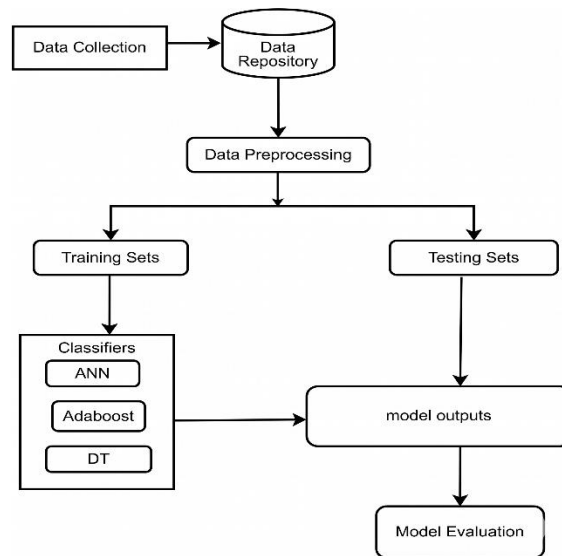 Data Collection
Data
Repository
Data Preprocessing
Training Sets
Testing Sets
Classifiers
ANN
Adaboost
DT
model outputs
Model Evaluation